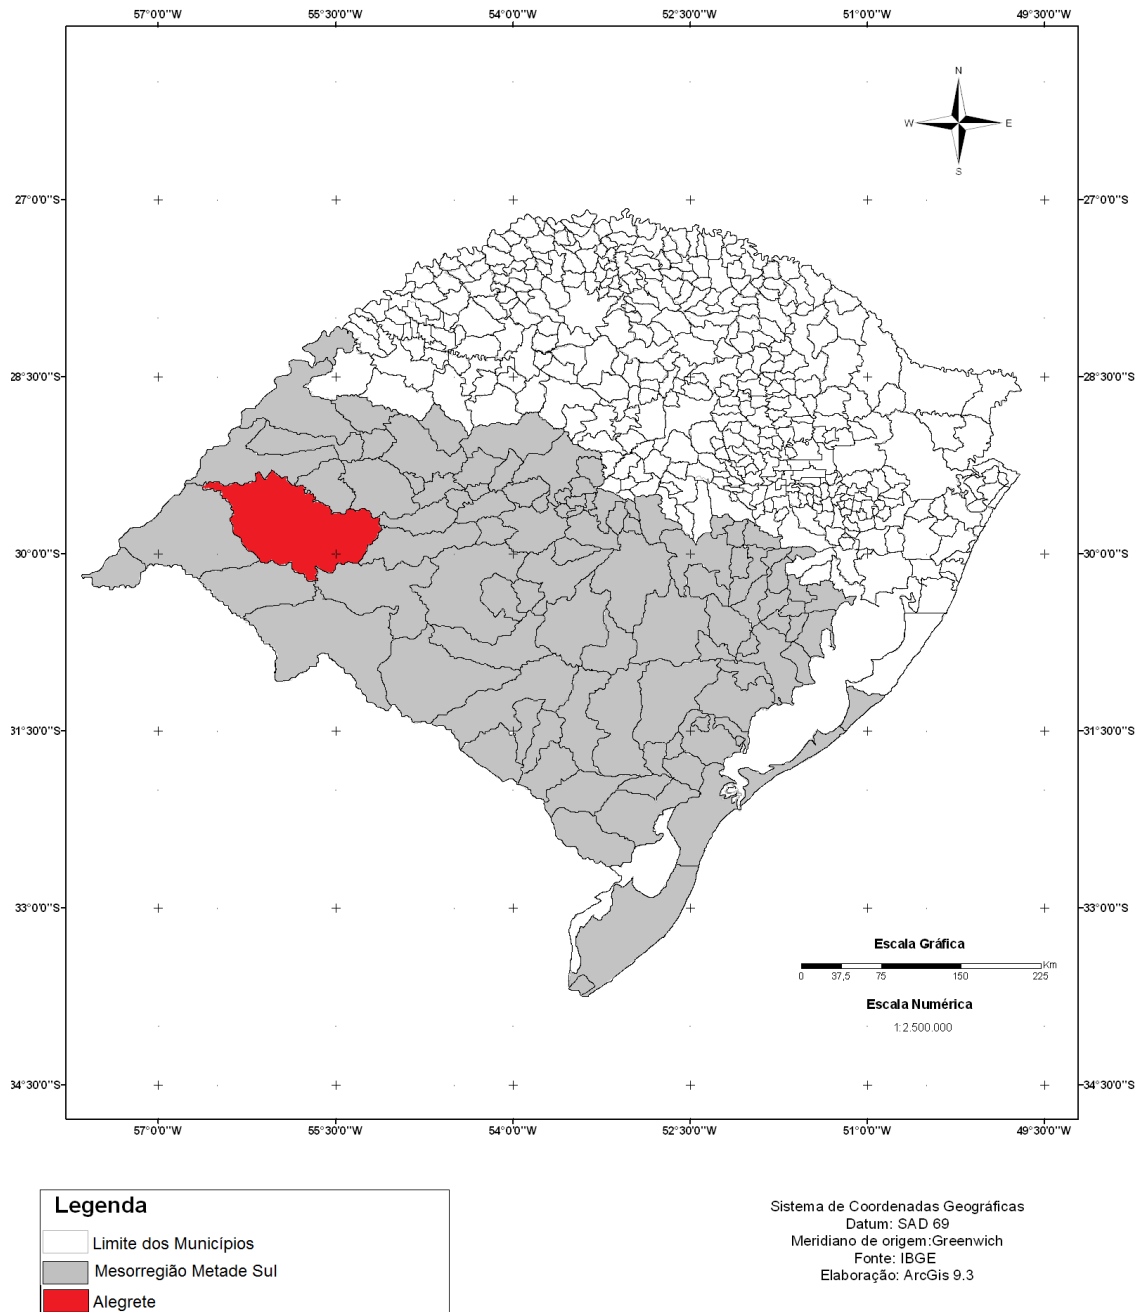 57°0'0"W 55°30'0"W 54°0'0"W 52°30'0"W 51°0'0"W 49°30'0"W
N
W E
S
27°0'0"S 27°0'0"S
28°30'0"S 28°30'0"S
30°0'0"S 30°0'0"S
31°30'0"S 31°30'0"S
33°0'0"S 33°0'0"S
Escala Gráfica
Km
0 37,5 75 150 225
Escala Numérica
1:2.500.000
34°30'0"S 34°30'0"S
57°0'0"W 55°30'0"W 54°0'0"W 52°30'0"W 51°0'0"W 49°30'0"W
Legenda
Limite dos Municípios
Mesorregião Metade Sul
Alegrete
Sistema de Coordenadas Geográficas
Datum: SAD 69
Meridiano de origem:Greenwich
Fonte: IBGE
Elaboração: ArcGis 9.3